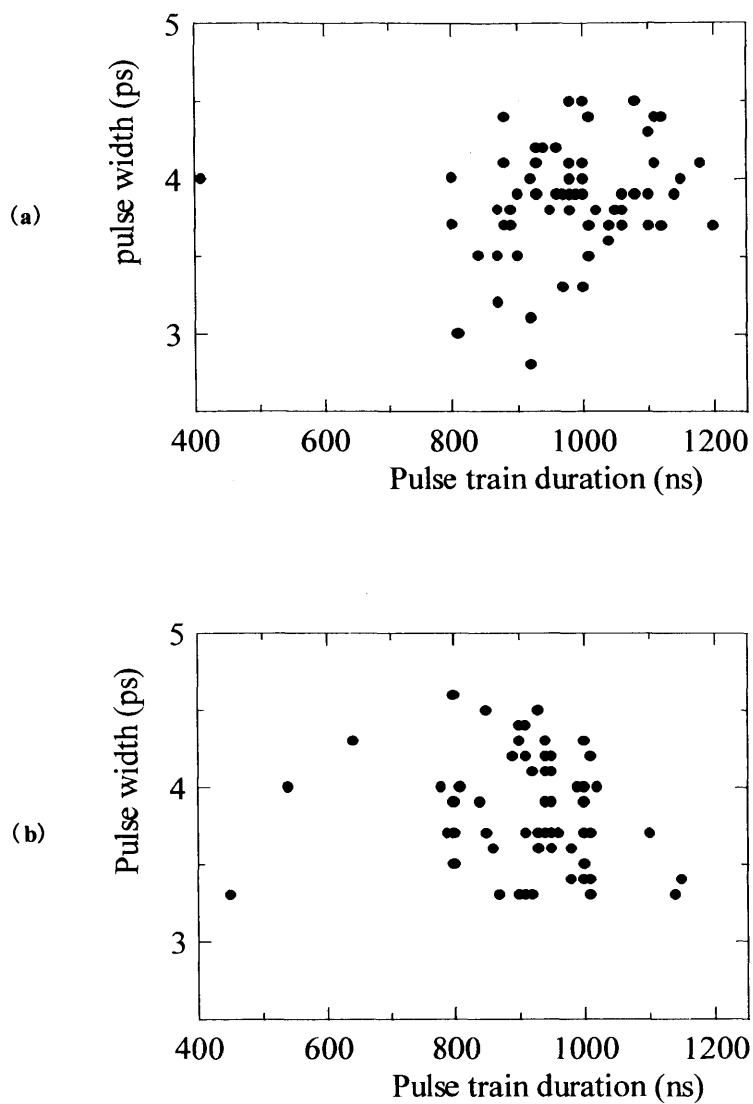 5
4
3
pulse width (ps)
(a)
400 600 800 1000 1200
Pulse train duration (ns)
5
4
3
Pulse width (ps)
(b)
400 600 800 1000 1200
Pulse train duration (ns)